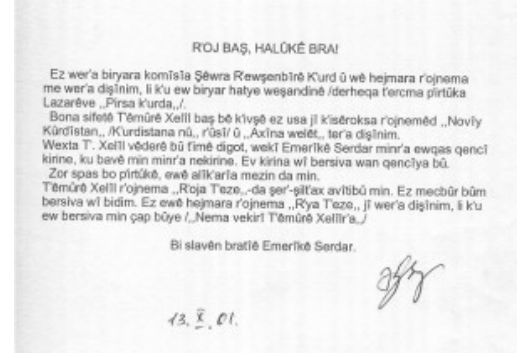 R'OJ BAŞ, HALÛKÊ BRA!
Ez wer'a biryara komîsîa Şêwra R'ewşenbîrê K'urd û wê hejmara r'ojnema
me wer'a dişînim, li k'u ew biryar hatye weşandinê /derheqa t'ercma pirtûka
Lazarêve ,,Pirsa k'urda,,/.
Bona sifetê T'êmûrê Xelîl baş bê k'ivşê ez usa jî k'isêroksa r'ojnemêd ,,Novîy
Kûrdîstan,, /K'urdistana nû,, r'ûsî/ û ,,Axîna welêt,, ter'a dişînim.
Wexta T'. Xelîl vêderê bû t'imê digot, wekî Emerîkê Serdar minr'a ewqas qencî
kirine, ku bavê min minr'a nekirine. Ev kirina wî bersiva wan qencîya bû.
Zor spas bo pirtûkê, ewê alîk'arîa mezin da min.
T'êmûrê Xelîl r'ojnema ,,R'oja T'eze,,-da şer'-şiltax avîtibû min. Ez mecbûr bûm
bersiva wî bidim. Ez ewê hejmara r'ojnema ,,R'ya T'eze,, jî wer'a dişînim, li k'u
ew bersiva min çap bûye /,,Nema vekirî T'êmûrê Xelîlr'a,,/
Bi slavên bratîê Emerîkê Serdar.
13. X. 01.